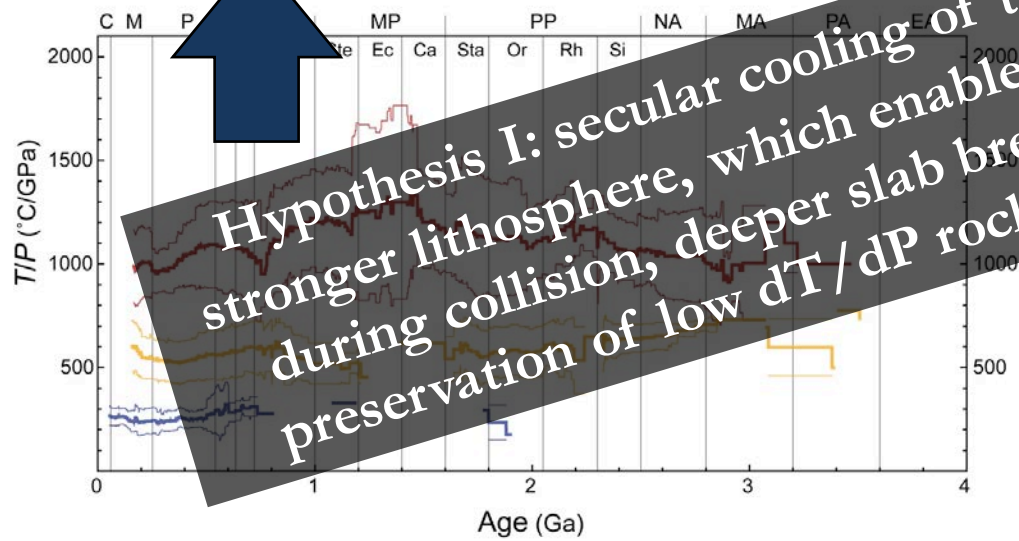 C M P MP PP NA MA PA EA
Ste Ec Ca Sta Or Rh Si
2000 2000
1500
1000 1000
500 500
T/P (°C/GPa)
Hypothesis I: secular cooling of
stronger lithosphere, which enable
during collision, deeper slab
preservation of low dT/dP
0 1 2 3 4
Age (Ga)